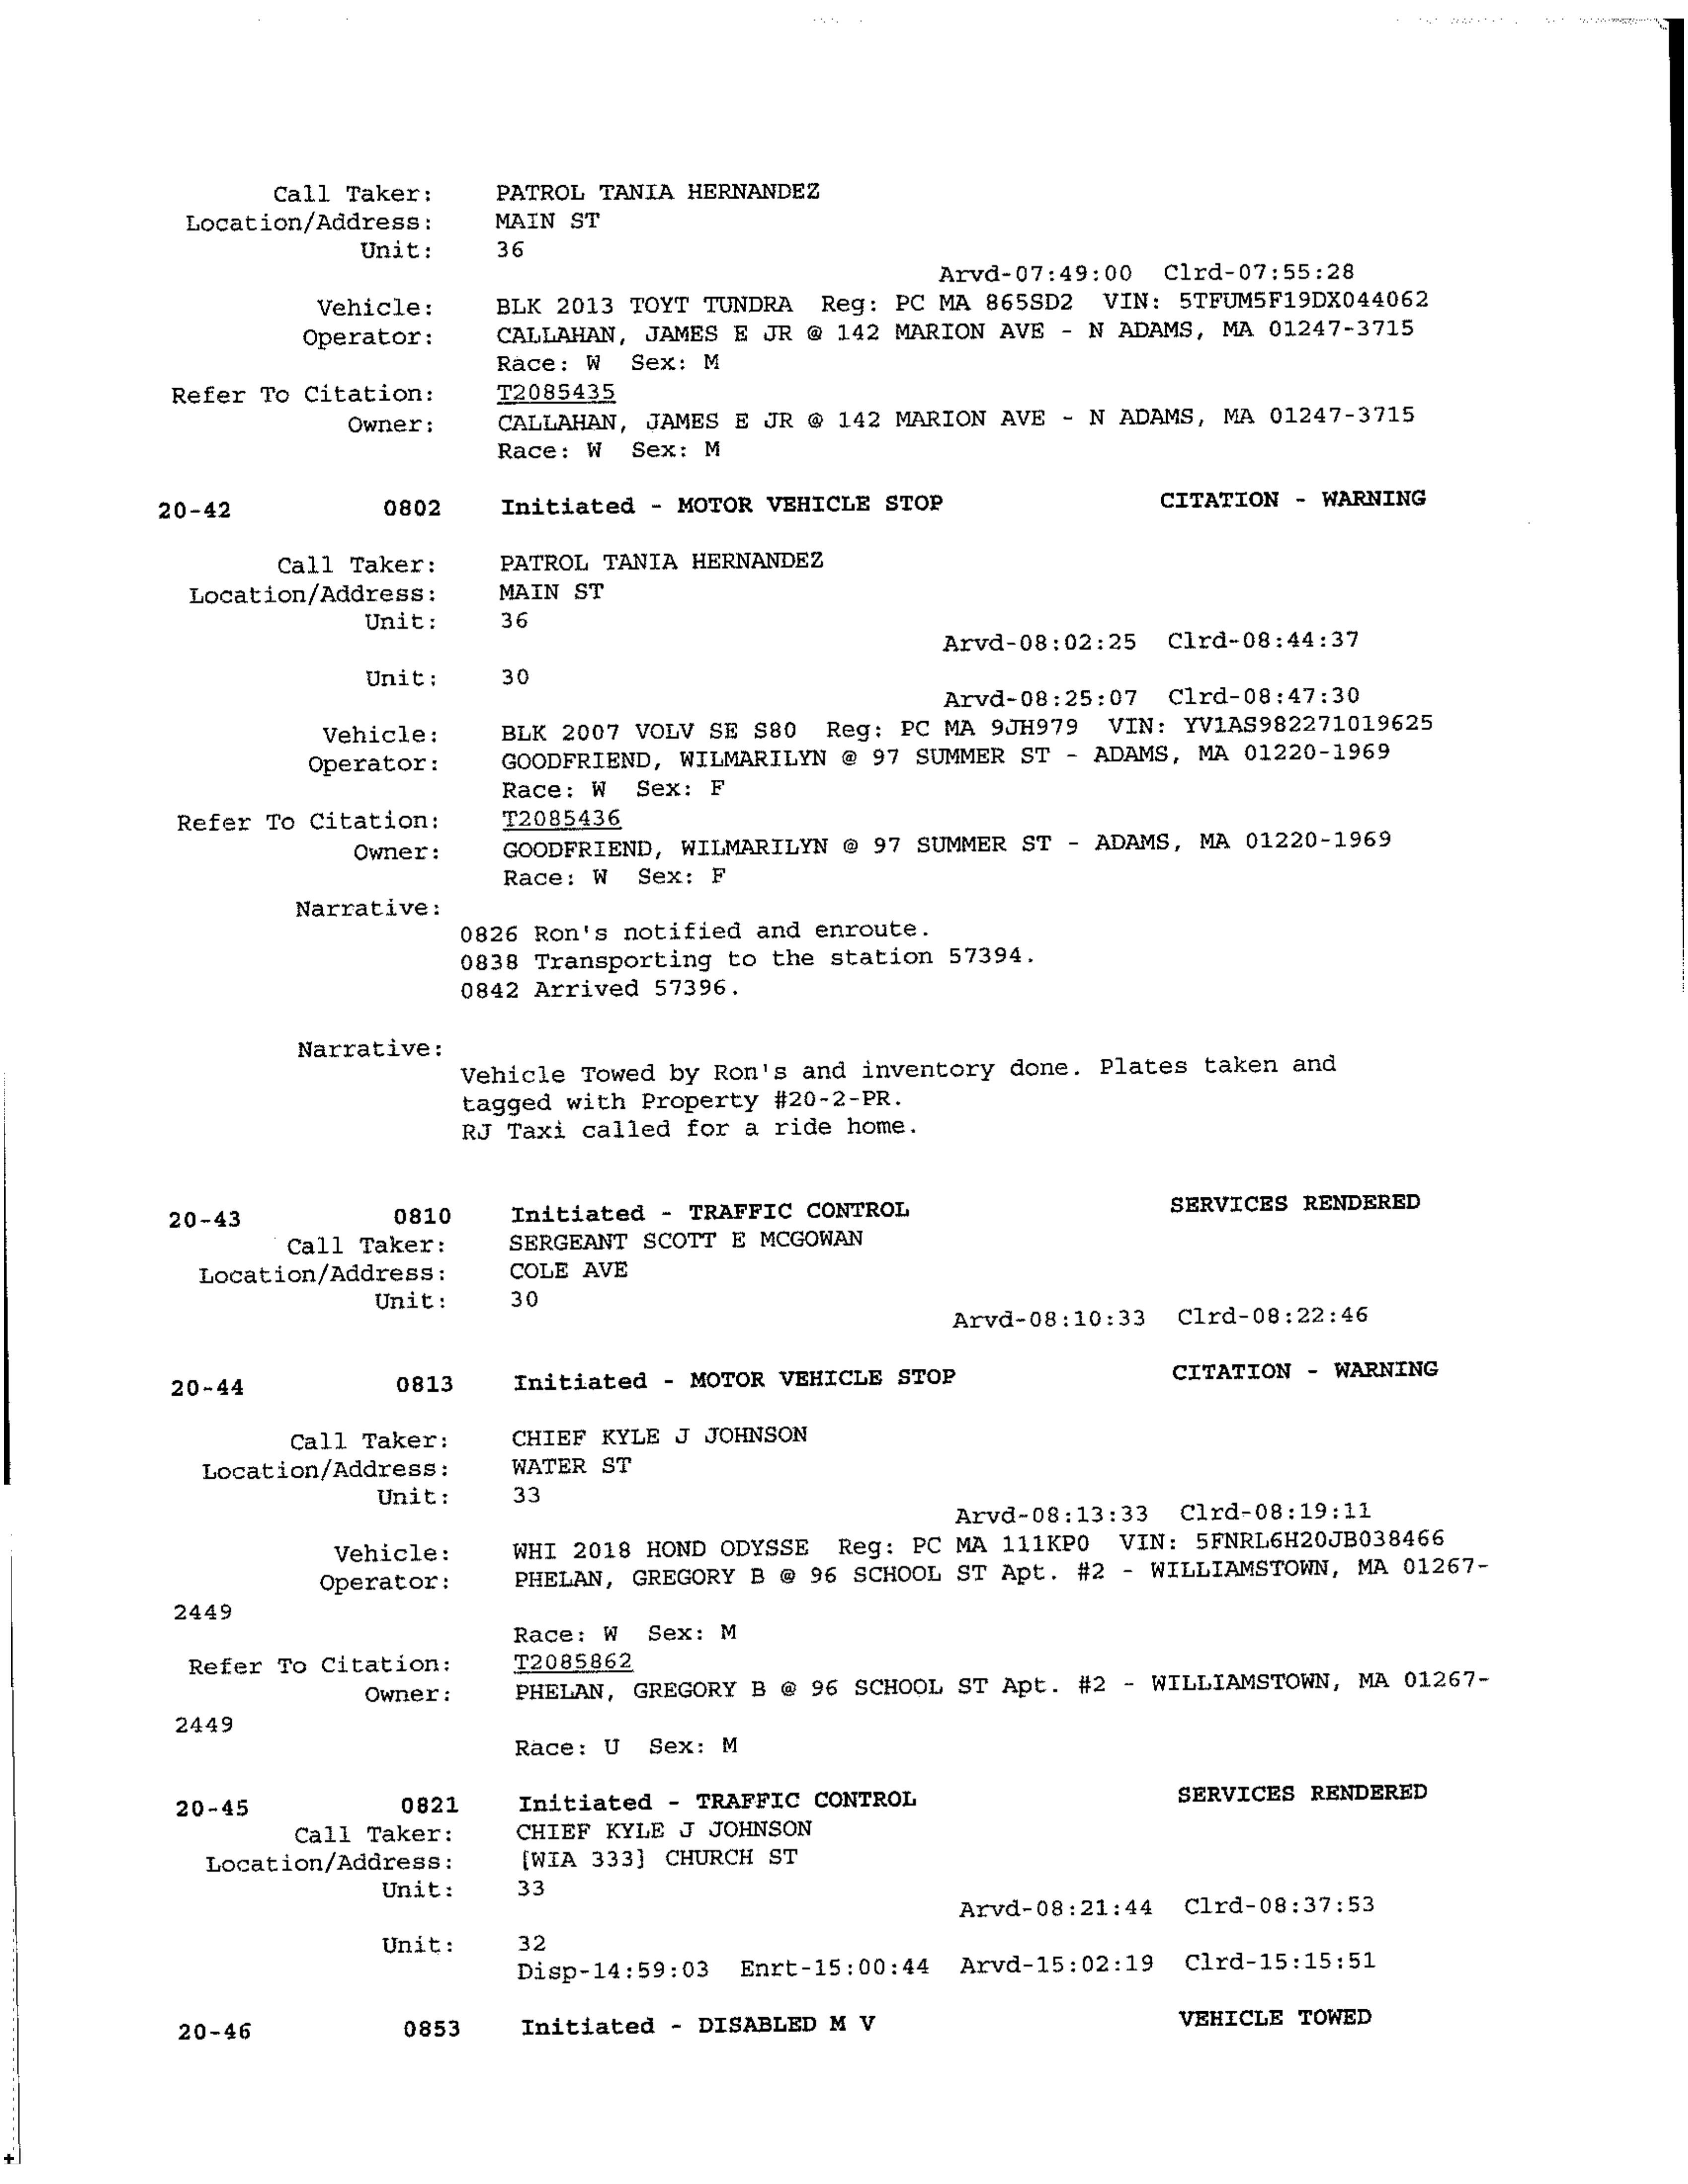 Call Taker: PATROL TANIA HERNANDEZ
Location/Address: MAIN ST
Unit: 36
Arvd-07:49:00 Clrd-07:55:28
Vehicle: BLK 2013 TOYT TUNDRA Reg: PC MA 865SD2 VIN: 5TFUM5F19DX044062
Operator: CALLAHAN, JAMES E JR @ 142 MARION AVE - N ADAMS, MA 01247-3715
Race: W Sex: M
Refer To Citation: T2085435
Owner: CALLAHAN, JAMES E JR @ 142 MARION AVE - N ADAMS, MA 01247-3715
Race: W Sex: M
20-42 0802 Initiated - MOTOR VEHICLE STOP CITATION - WARNING
Call Taker: PATROL TANIA HERNANDEZ
Location/Address: MAIN ST
Unit: 36
Arvd-08:02:25 Clrd-08:44:37
Unit: 30
Arvd-08:25:07 Clrd-08:47:30
Vehicle: BLK 2007 VOLV SE S80 Reg: PC MA 9JH979 VIN: YV1AS982271019625
Operator: GOODFRIEND, WILMARILYN @ 97 SUMMER ST - ADAMS, MA 01220-1969
Race: W Sex: F
Refer To Citation: T2085436
Owner: GOODFRIEND, WILMARILYN @ 97 SUMMER ST - ADAMS, MA 01220-1969
Race: W Sex: F
Narrative:
0826 Ron's notified and enroute.
0838 Transporting to the station 57394.
0842 Arrived 57396.
Narrative:
Vehicle Towed by Ron's and inventory done. Plates taken and
tagged with Property #20-2-PR.
RJ Taxi called for a ride home.
20-43 0810 Initiated - TRAFFIC CONTROL SERVICES RENDERED
Call Taker: SERGEANT SCOTT E MCGOWAN
Location/Address: COLE AVE
Unit: 30
Arvd-08:10:33 Clrd-08:22:46
20-44 0813 Initiated - MOTOR VEHICLE STOP CITATION - WARNING
Call Taker: CHIEF KYLE J JOHNSON
Location/Address: WATER ST
Unit: 33
Arvd-08:13:33 Clrd-08:19:11
Vehicle: WHI 2018 HOND ODYSSE Reg: PC MA 111KP0 VIN: 5FNRL6H20JB038466
Operator: PHELAN, GREGORY B @ 96 SCHOOL ST Apt. #2 - WILLIAMSTOWN, MA 01267-
2449
Race: W Sex: M
Refer To Citation: T2085862
Owner: PHELAN, GREGORY B @ 96 SCHOOL ST Apt. #2 - WILLIAMSTOWN, MA 01267-
2449
Race: U Sex: M
20-45 0821 Initiated - TRAFFIC CONTROL SERVICES RENDERED
Call Taker: CHIEF KYLE J JOHNSON
Location/Address: [WIA 333] CHURCH ST
Unit: 33
Arvd-08:21:44 Clrd-08:37:53
Unit: 32
Disp-14:59:03 Enrt-15:00:44 Arvd-15:02:19 Clrd-15:15:51
20-46 0853 Initiated - DISABLED M V VEHICLE TOWED